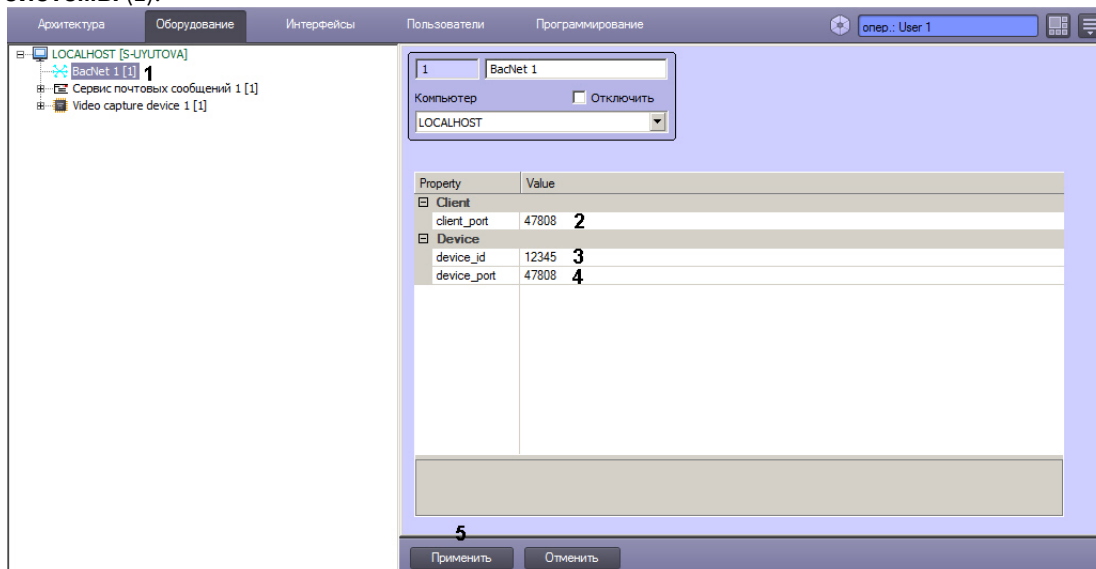 системы (1).
Архитектура Оборудование Интерфейсы Пользователи Программирование опер.: User 1
LOCALHOST [S-UYUTOVA]
BacNet 1 [1] 1
Сервис почтовых сообщений 1 [1]
Video capture device 1 [1]
1 BacNet 1
Компьютер Отключить
LOCALHOST
Property Value
Client
client_port 47808 2
Device
device_id 12345 3
device_port 47808 4
5
Применить Отменить